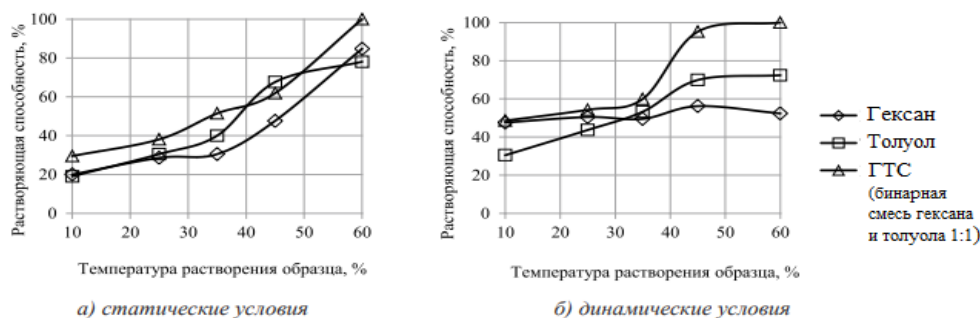 Растворяющая способность, %
100
80
60
40
20
0
10 20 30 40 50 60
Температура растворения образца, %
а) статические условия
Растворяющая способность, %
100
80
60
40
20
0
10 20 30 40 50 60
Температура растворения образца, %
б) динамические условия
Гексан
Толуол
ГТС
(бинарная
смесь гексана
и толуола 1:1)